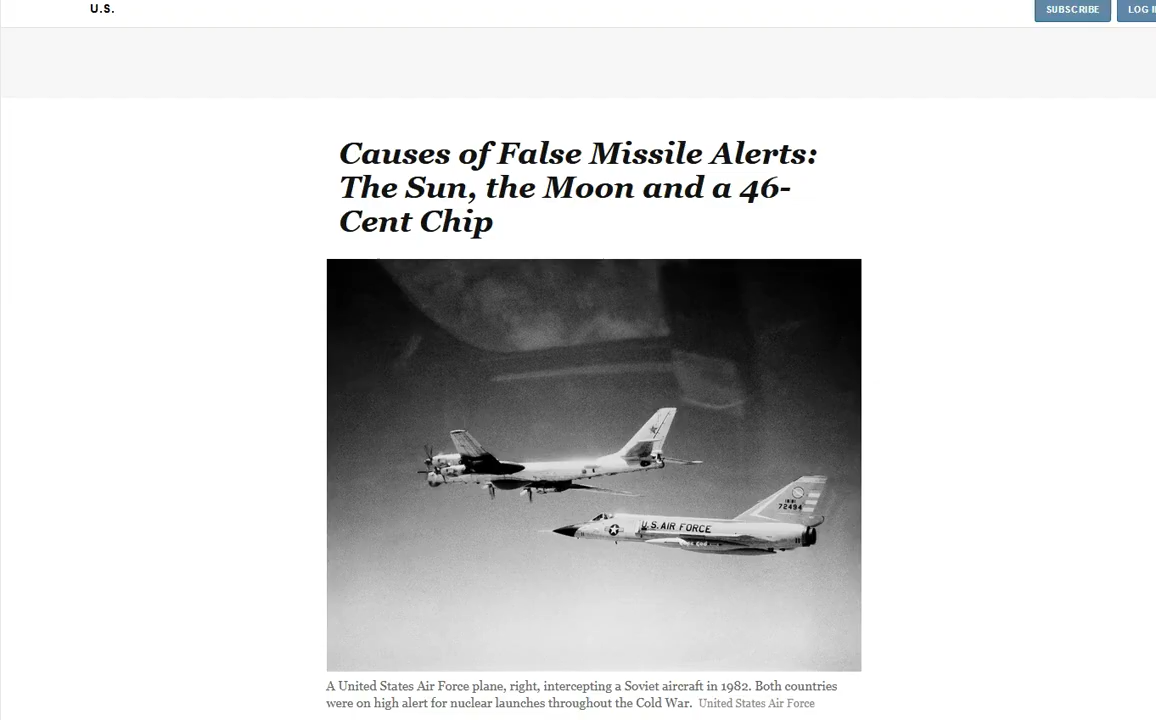 U.S.
SUBSCRIBE
LOG I
Causes of False Missile Alerts:
The Sun, the Moon and a 46-
Cent Chip
U.S. AIR FORCE
72494
A United States Air Force plane, right, intercepting a Soviet aircraft in 1982. Both countries
were on high alert for nuclear launches throughout the Cold War. United States Air Force